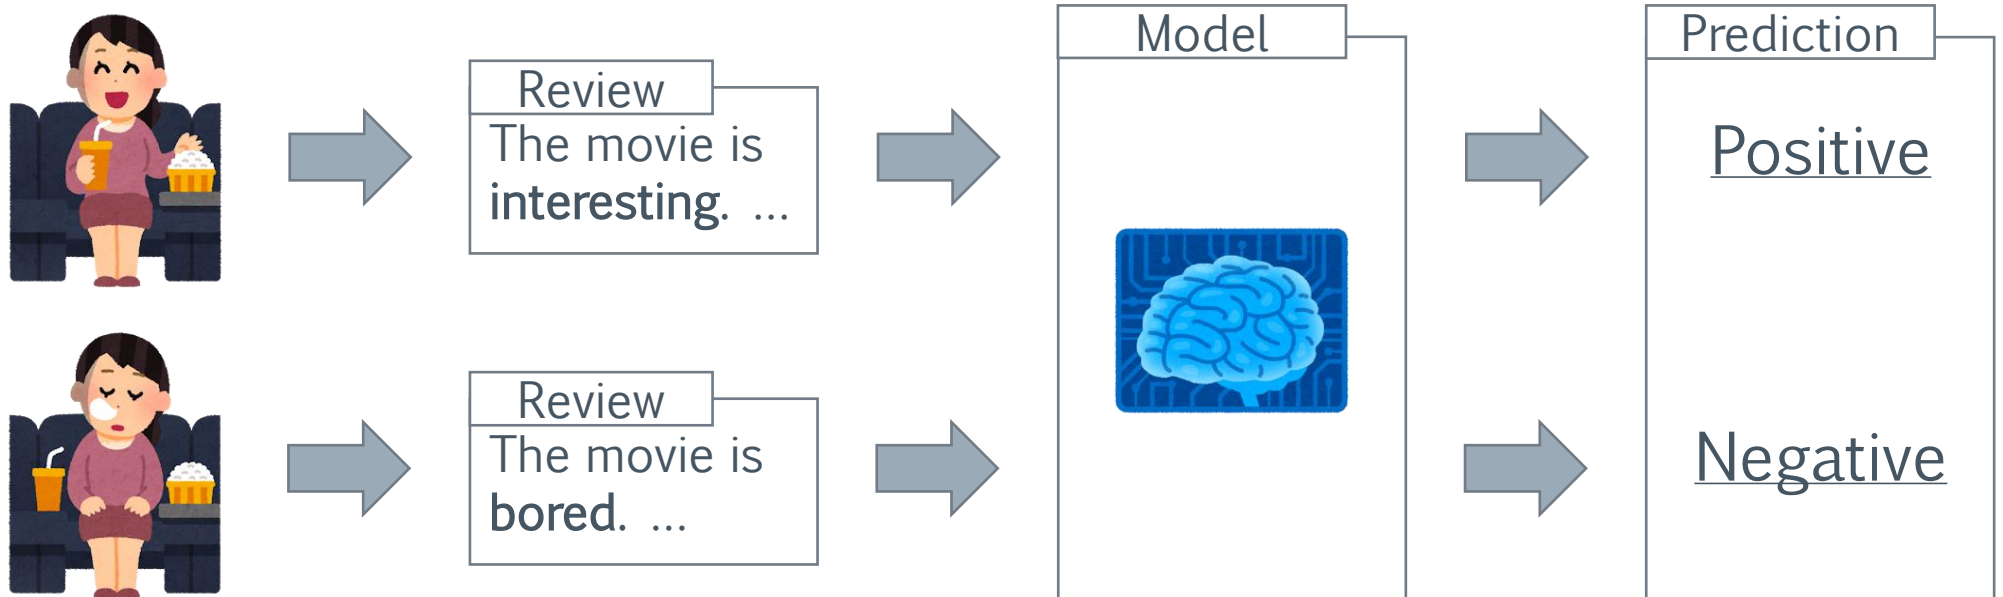 Review
The movie is
interesting. ...
Review
The movie is
bored. ...
Model
Prediction
Positive
Negative